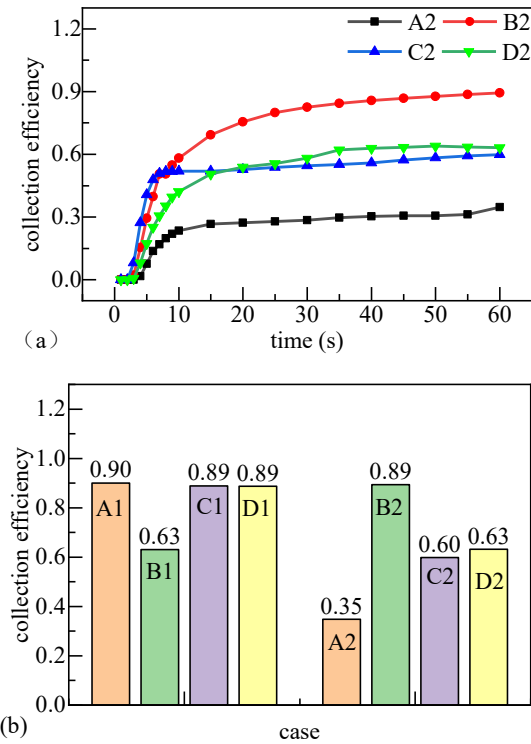 A2 B2
C2 D2
1.2
0.9
0.6
0.3
0.0
collection efficiency
0 10 20 30 40 50 60
(a) time (s)
1.2
1.0
0.8
0.6
0.4
0.2
0.0
collection efficiency
0.90 0.63 0.89 0.89 0.35 0.89 0.60 0.63
A1 B1 C1 D1 A2 B2 C2 D2
(b) case